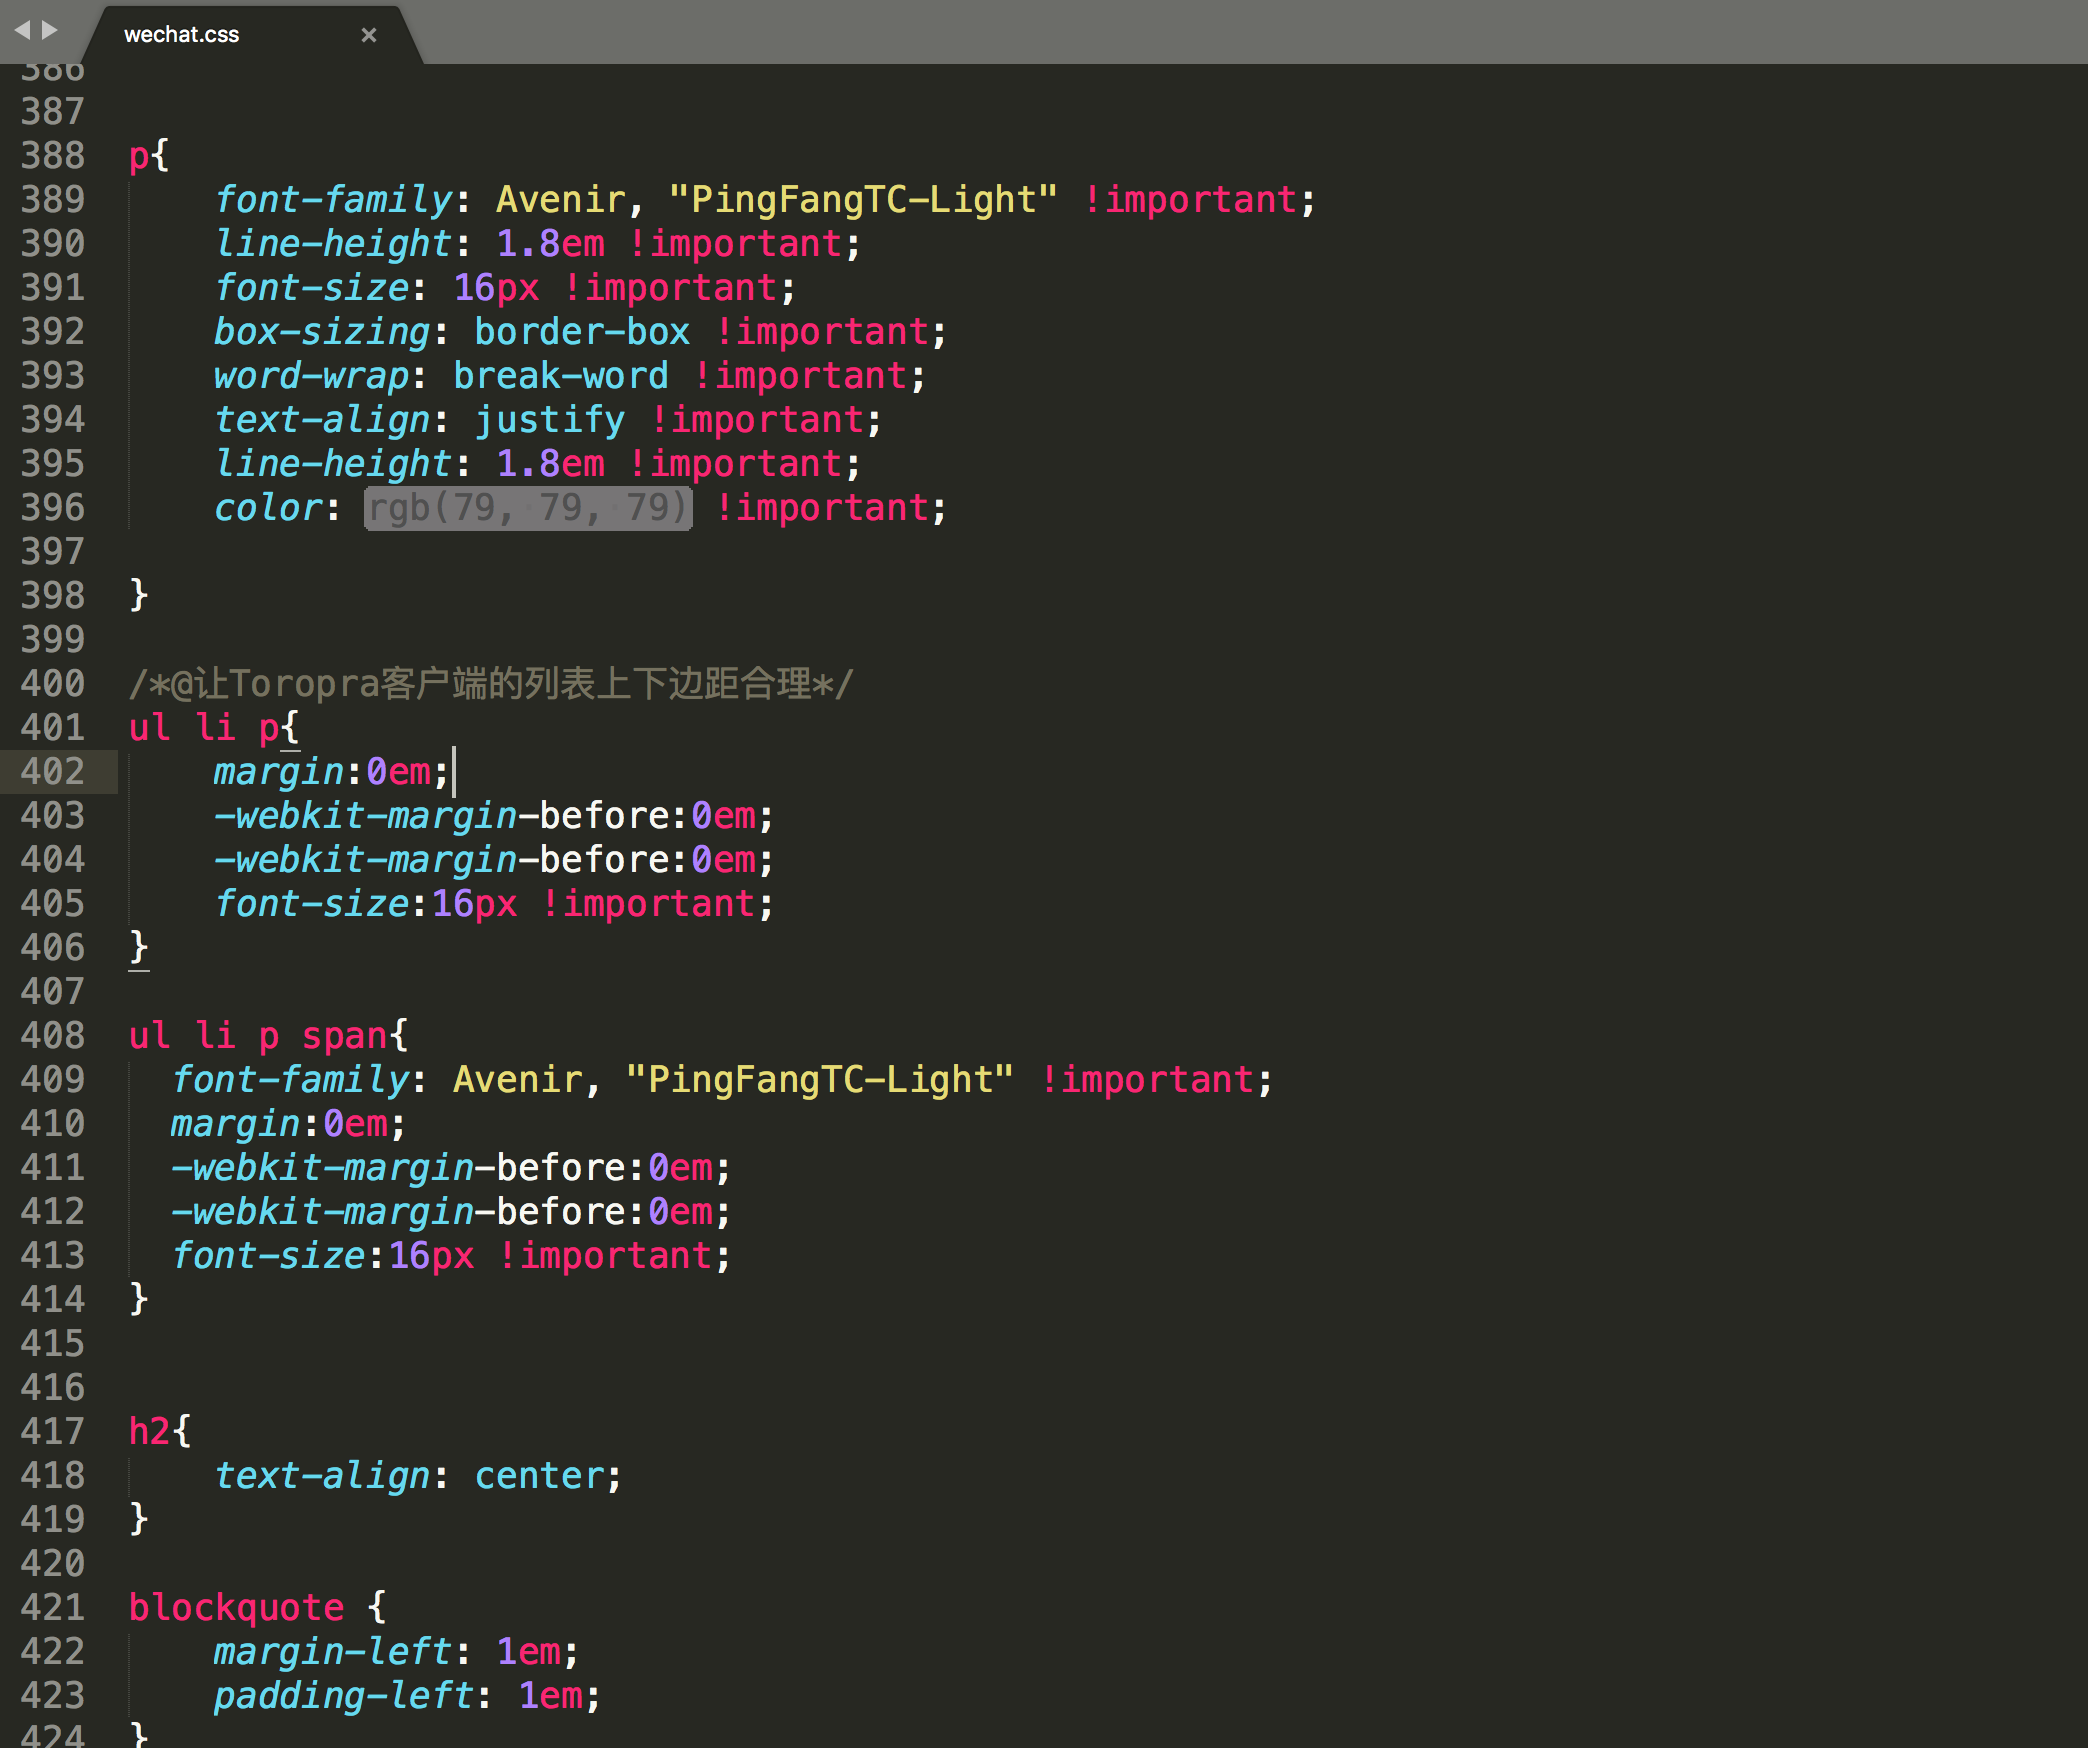 wechat.css ×
386
387
388 p{
389 font-family: Avenir, "PingFangTC-Light" !important;
390 line-height: 1.8em !important;
391 font-size: 16px !important;
392 box-sizing: border-box !important;
393 word-wrap: break-word !important;
394 text-align: justify !important;
395 line-height: 1.8em !important;
396 color: rgb(79, 79, 79) !important;
397
398 }
399
400 /*@让Toropra客户端的列表上下边距合理*/
401 ul li p{
402 margin:0em;
403 -webkit-margin-before:0em;
404 -webkit-margin-before:0em;
405 font-size:16px !important;
406 }
407
408 ul li p span{
409 font-family: Avenir, "PingFangTC-Light" !important;
410 margin:0em;
411 -webkit-margin-before:0em;
412 -webkit-margin-before:0em;
413 font-size:16px !important;
414 }
415
416
417 h2{
418 text-align: center;
419 }
420
421 blockquote {
422 margin-left: 1em;
423 padding-left: 1em;
424 }